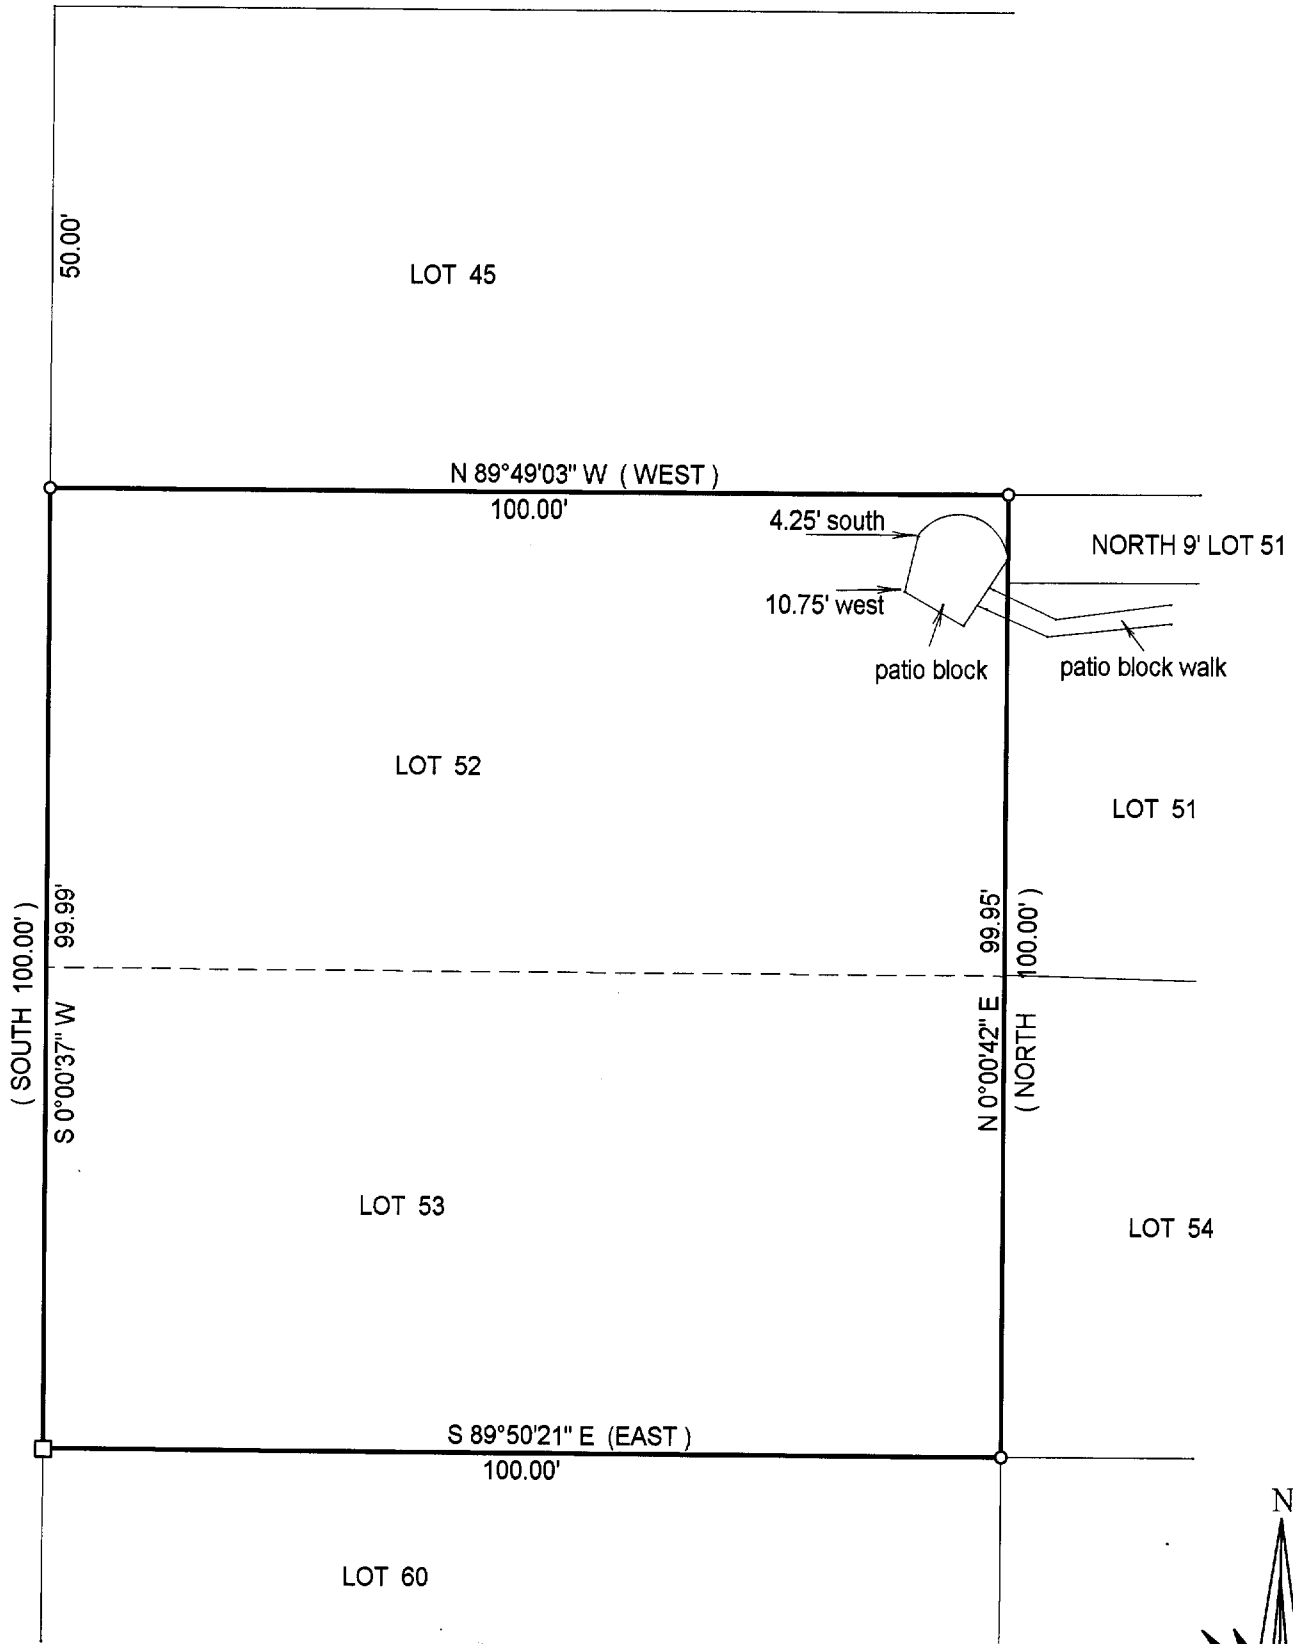 50.00'
LOT 45
N 89°49'03" W ( WEST )
100.00'
4.25' south
NORTH 9' LOT 51
10.75' west
patio block
patio block walk
LOT 52
LOT 51
( SOUTH 100.00' )
S 0°00'37" W 99.99'
N 0°00'42" E 99.95'
( NORTH 100.00' )
LOT 53
LOT 54
S 89°50'21" E (EAST )
100.00'
N
LOT 60